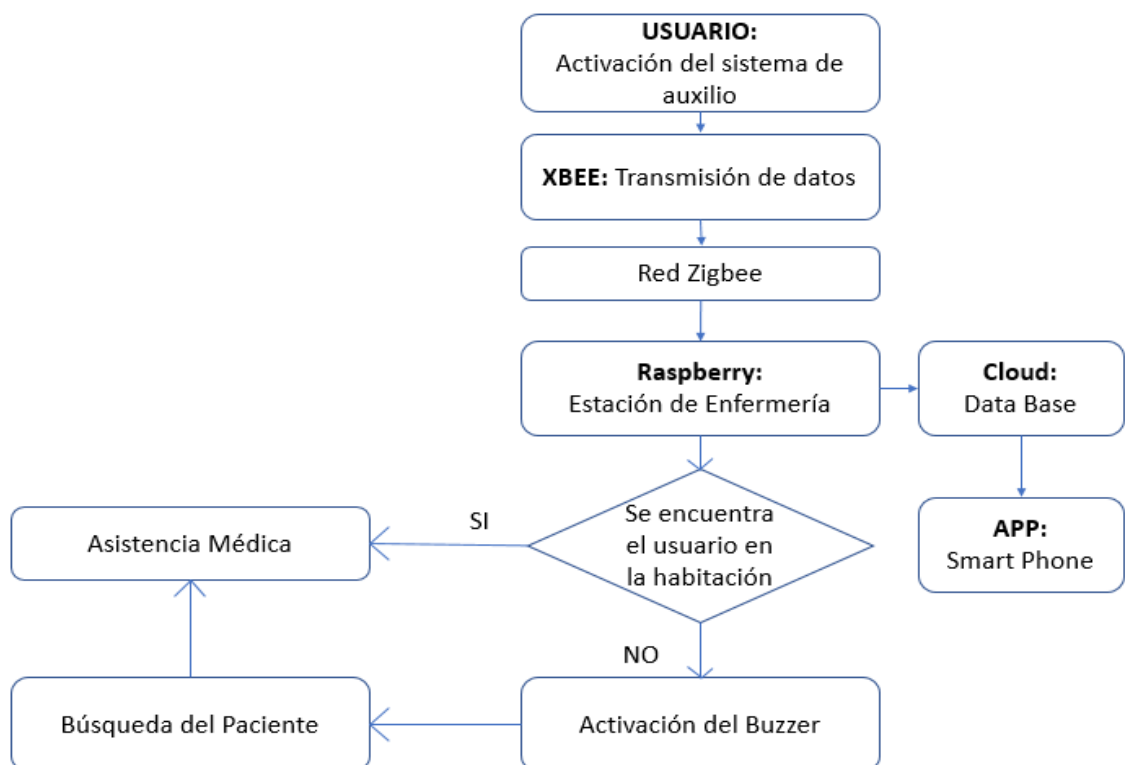 USUARIO:
Activación del sistema de
auxilio
XBEE: Transmisión de datos
Red Zigbee
Raspberry:
Estación de Enfermería
Cloud:
Data Base
APP:
Smart Phone
Se encuentra
el usuario en
la habitación
SI
Asistencia Médica
NO
Activación del Buzzer
Búsqueda del Paciente